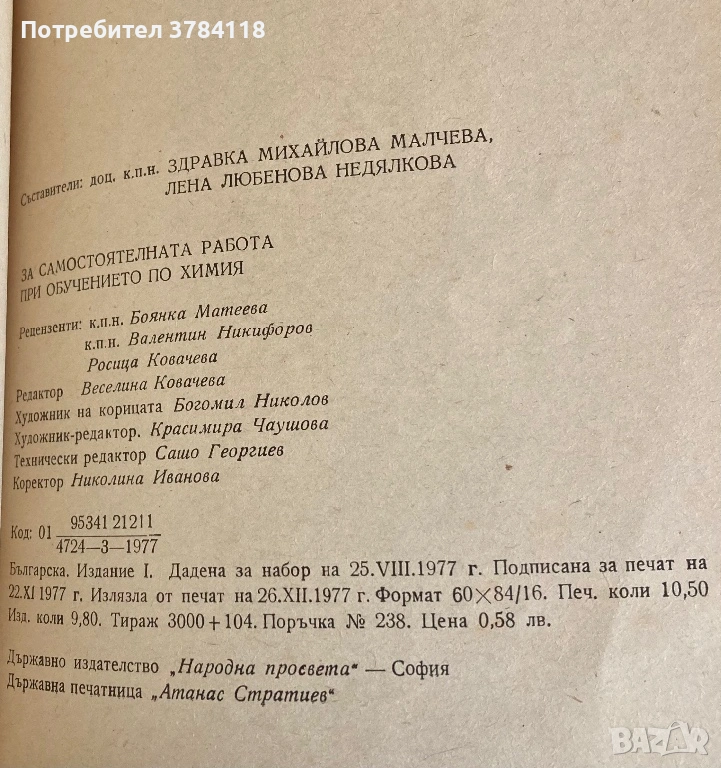 Потребител 3784118
Съставители: доц. к.п.н. ЗДРАВКА МИХАЙЛОВА МАЛЧЕВА,
ЛЕНА ЛЮБЕНОВА НЕДЯЛКОВА
ЗА САМОСТОЯТЕЛНАТА РАБОТА
ПРИ ОБУЧЕНИЕТО ПО ХИМИЯ
Рецензенти: к.п.н. Боянка Матеева
к.п.н. Валентин Никифоров
Росица Ковачева
Редактор Веселина Ковачева
Художник на корицата Богомил Николов
Художник-редактор. Красимира Чаушова
Технически редактор Сашо Георгиев
Коректор Николина Иванова
Код: 01 95341 21211
4724—3—1977
Българска. Издание I. Дадена за набор на 25.VIII.1977 г. Подписана за печат на
22.XI 1977 г. Излязла от печат на 26.XII.1977 г. Формат 60×84/16. Печ. коли 10,50
Изд. коли 9,80. Тираж 3000+104. Поръчка № 238. Цена 0,58 лв.
Държавно издателство „Народна просвета“ — София
Държавна печатница „Атанас Стратиев“
BAZAR